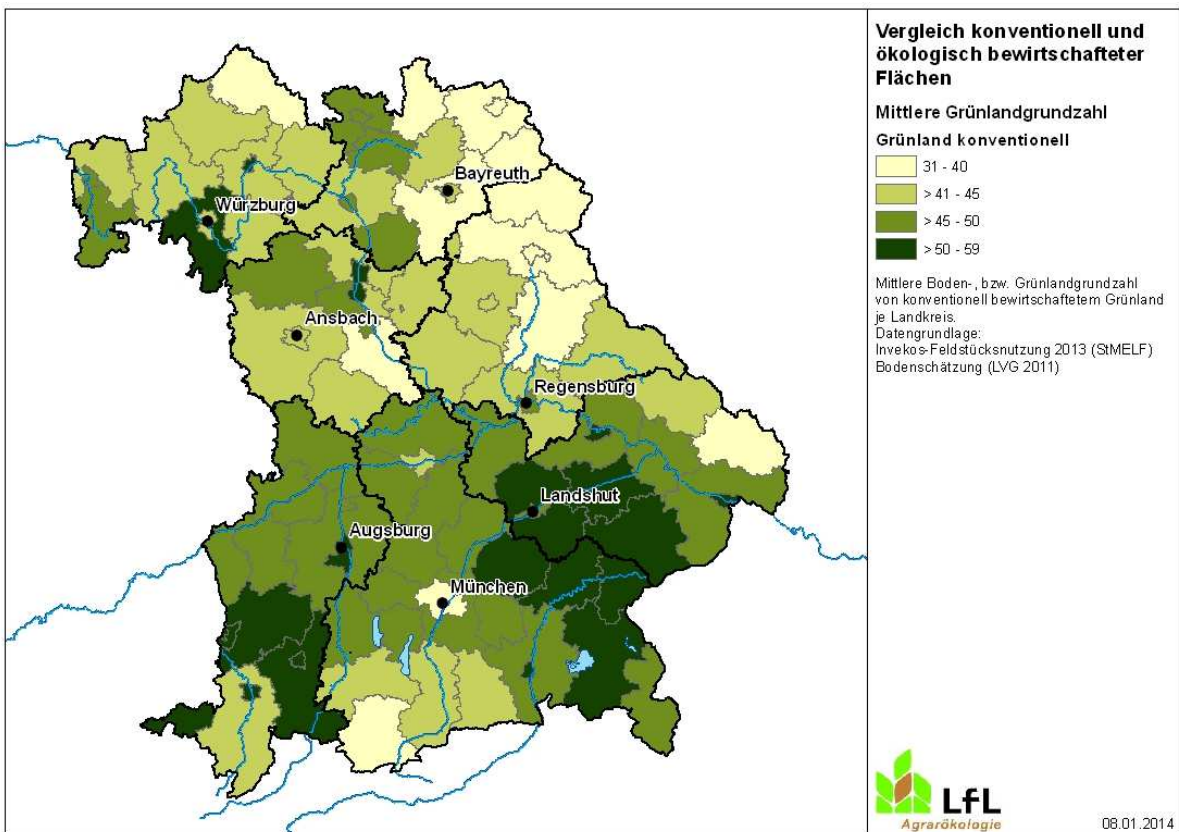 Vergleich konventionell und
ökologisch bewirtschafteter
Flächen
Mittlere Grünlandgrundzahl
Grünland konventionell
31 - 40
> 41 - 45
> 45 - 50
> 50 - 59
Mittlere Boden-, bzw. Grünlandgrundzahl
von konventionell bewirtschaftetem Grünland
je Landkreis.
Datengrundlage:
Invekos-Feldstücksnutzung 2013 (StMELF)
Bodenschätzung (LVG 2011)
Bayreuth
Würzburg
Ansbach
Regensburg
Landshut
Augsburg
München
LfL
Agrarökologie
08.01.2014